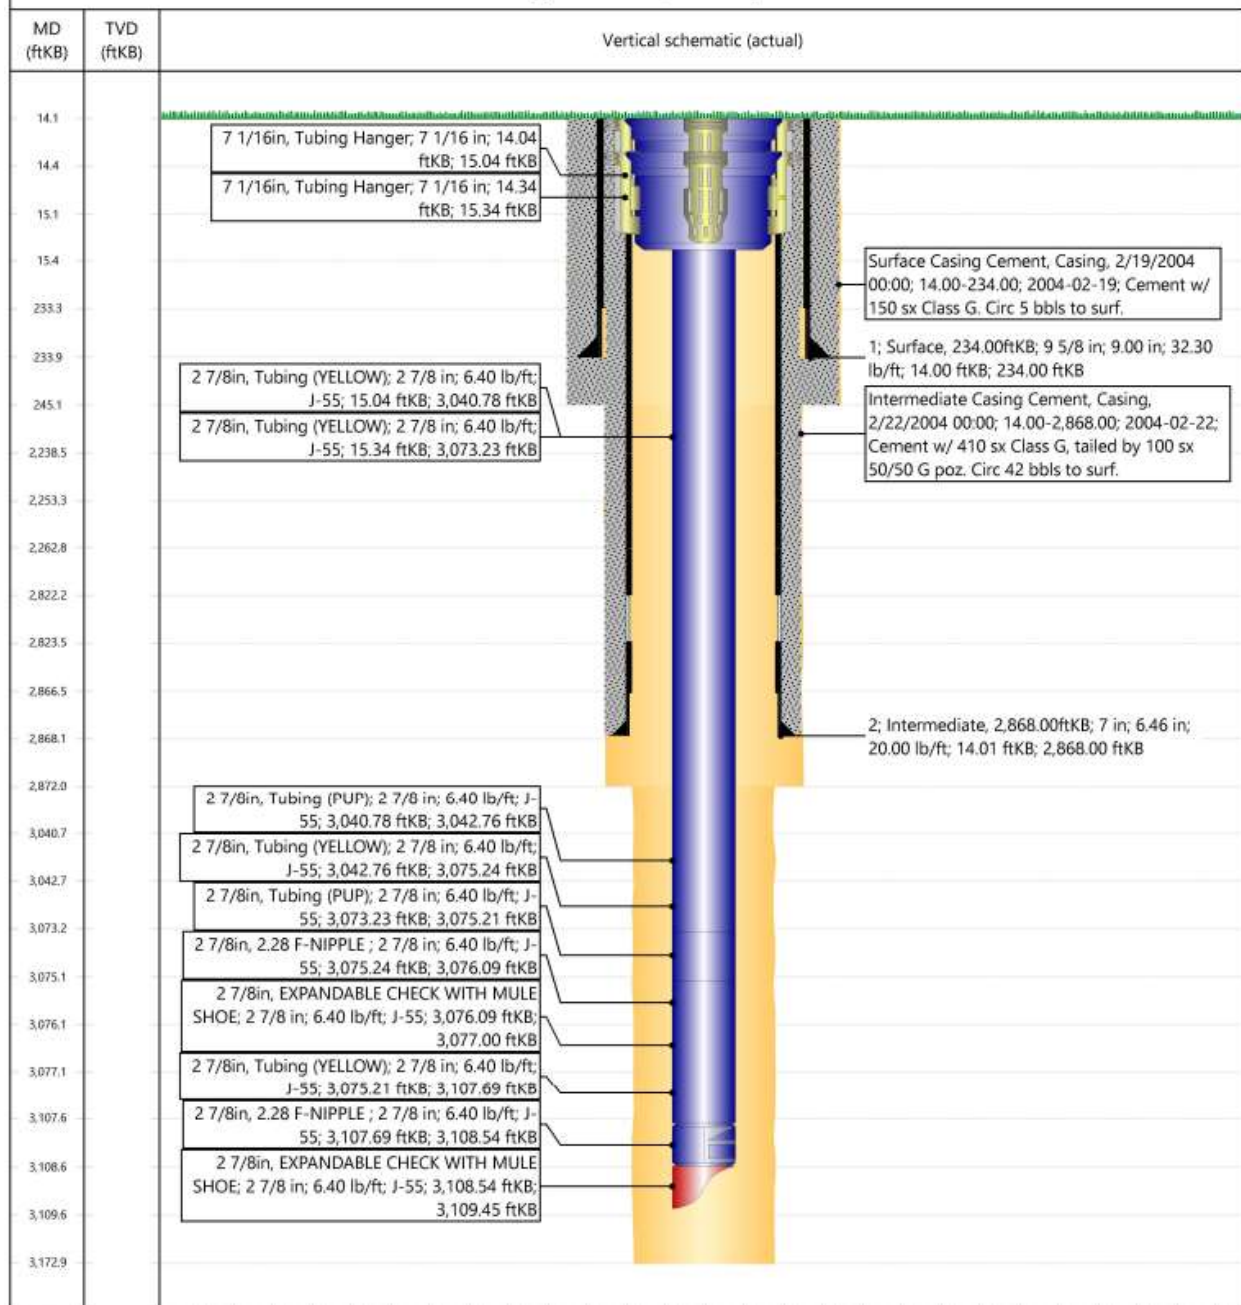 MD
(ftKB)
TVD
(ftKB)
Vertical schematic (actual)
14.1
14.4
15.1
15.4
233.3
233.9
245.1
2,238.5
2,253.3
2,262.8
2,822.2
2,823.5
2,866.5
2,868.1
2,872.0
3,040.7
3,042.7
3,073.2
3,075.1
3,076.1
3,077.1
3,107.6
3,108.6
3,109.6
3,172.9
7 1/16in, Tubing Hanger; 7 1/16 in; 14.04
ftKB; 15.04 ftKB
7 1/16in, Tubing Hanger; 7 1/16 in; 14.34
ftKB; 15.34 ftKB
Surface Casing Cement, Casing, 2/19/2004
00:00; 14.00-234.00; 2004-02-19; Cement w/
150 sx Class G. Circ 5 bbls to surf.
1; Surface, 234.00ftKB; 9 5/8 in; 9.00 in; 32.30
lb/ft; 14.00 ftKB; 234.00 ftKB
2 7/8in, Tubing (YELLOW); 2 7/8 in; 6.40 lb/ft;
J-55; 15.04 ftKB; 3,040.78 ftKB
2 7/8in, Tubing (YELLOW); 2 7/8 in; 6.40 lb/ft;
J-55; 15.34 ftKB; 3,073.23 ftKB
Intermediate Casing Cement, Casing,
2/22/2004 00:00; 14.00-2,868.00; 2004-02-22;
Cement w/ 410 sx Class G, tailed by 100 sx
50/50 G poz. Circ 42 bbls to surf.
2; Intermediate, 2,868.00ftKB; 7 in; 6.46 in;
20.00 lb/ft; 14.01 ftKB; 2,868.00 ftKB
2 7/8in, Tubing (PUP); 2 7/8 in; 6.40 lb/ft; J-
55; 3,040.78 ftKB; 3,042.76 ftKB
2 7/8in, Tubing (YELLOW); 2 7/8 in; 6.40 lb/ft;
J-55; 3,042.76 ftKB; 3,075.24 ftKB
2 7/8in, Tubing (PUP); 2 7/8 in; 6.40 lb/ft; J-
55; 3,073.23 ftKB; 3,075.21 ftKB
2 7/8in, 2.28 F-NIPPLE ; 2 7/8 in; 6.40 lb/ft; J-
55; 3,075.24 ftKB; 3,076.09 ftKB
2 7/8in, EXPANDABLE CHECK WITH MULE
SHOE; 2 7/8 in; 6.40 lb/ft; J-55; 3,076.09 ftKB;
3,077.00 ftKB
2 7/8in, Tubing (YELLOW); 2 7/8 in; 6.40 lb/ft;
J-55; 3,075.21 ftKB; 3,107.69 ftKB
2 7/8in, 2.28 F-NIPPLE ; 2 7/8 in; 6.40 lb/ft; J-
55; 3,107.69 ftKB; 3,108.54 ftKB
2 7/8in, EXPANDABLE CHECK WITH MULE
SHOE; 2 7/8 in; 6.40 lb/ft; J-55; 3,108.54 ftKB;
3,109.45 ftKB